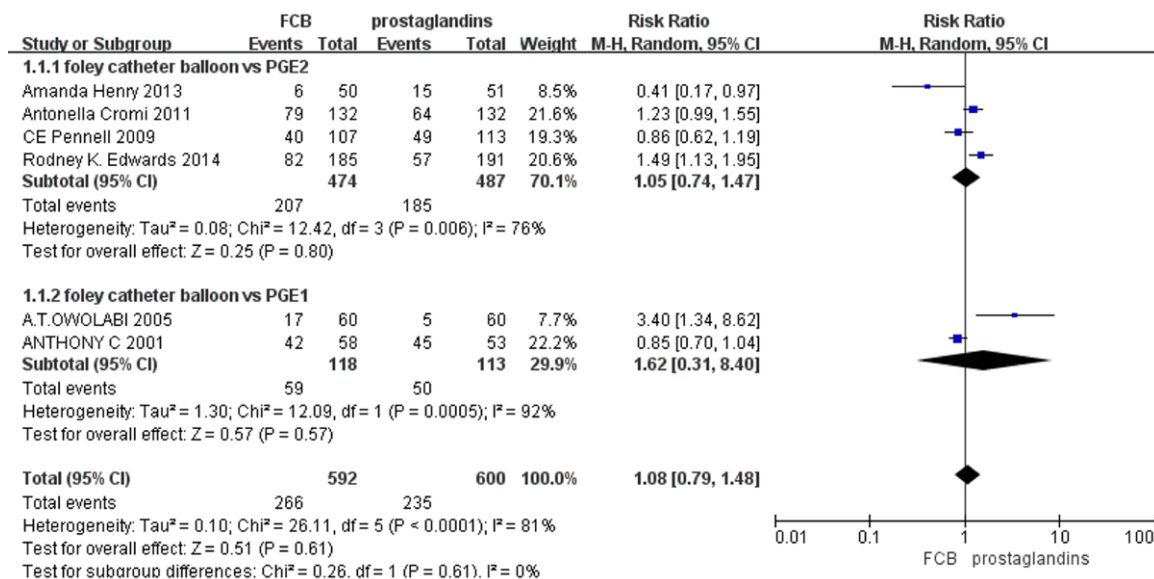 FCB prostaglandins Risk Ratio Risk Ratio
Study or Subgroup Events Total Events Total Weight M-H, Random, 95% CI M-H, Random, 95% CI
1.1.1 foley catheter balloon vs PGE2
Amanda Henry 2013 6 50 15 51 8.5% 0.41 [0.17, 0.97]
Antonella Cromi 2011 79 132 64 132 21.6% 1.23 [0.99, 1.55]
CE Pennell 2009 40 107 49 113 19.3% 0.86 [0.62, 1.19]
Rodney K. Edwards 2014 82 185 57 191 20.6% 1.49 [1.13, 1.95]
Subtotal (95% CI) 474 487 70.1% 1.05 [0.74, 1.47]
Total events 207 185
Heterogeneity: Tau² = 0.08; Chi² = 12.42, df = 3 (P = 0.006); I² = 76%
Test for overall effect: Z = 0.25 (P = 0.80)
1.1.2 foley catheter balloon vs PGE1
A.T.OWOLABI 2005 17 60 5 60 7.7% 3.40 [1.34, 8.62]
ANTHONY C 2001 42 58 45 53 22.2% 0.85 [0.70, 1.04]
Subtotal (95% CI) 118 113 29.9% 1.62 [0.31, 8.40]
Total events 59 50
Heterogeneity: Tau² = 1.30; Chi² = 12.09, df = 1 (P = 0.0005); I² = 92%
Test for overall effect: Z = 0.57 (P = 0.57)
Total (95% CI) 592 600 100.0% 1.08 [0.79, 1.48]
Total events 266 235
Heterogeneity: Tau² = 0.10; Chi² = 26.11, df = 5 (P < 0.0001); I² = 81%
Test for overall effect: Z = 0.51 (P = 0.61)
Test for subgroup differences: Chi² = 0.26, df = 1 (P = 0.61), I² = 0%
0.01 0.1 1 10 100
FCB prostaglandins